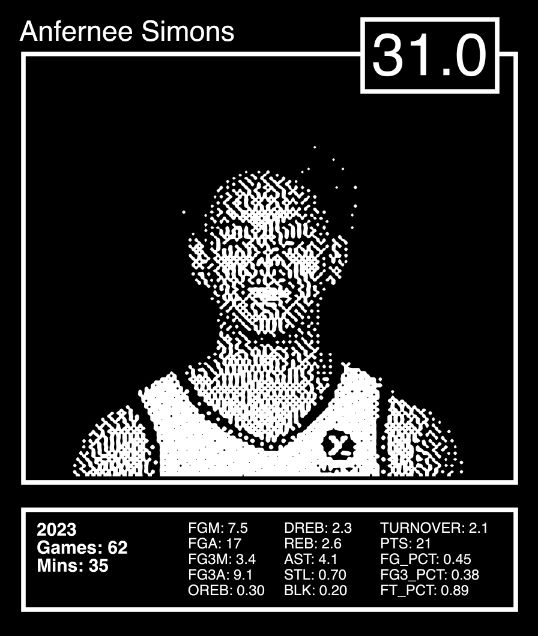 Anfernee Simons
31.0
2023
Games: 62
Mins: 35
FGM: 7.5
FGA: 17
FG3M: 3.4
FG3A: 9.1
OREB: 0.30
DREB: 2.3
REB: 2.6
AST: 4.1
STL: 0.70
BLK: 0.20
TURNOVER: 2.1
PTS: 21
FG_PCT: 0.45
FG3_PCT: 0.38
FT_PCT: 0.89